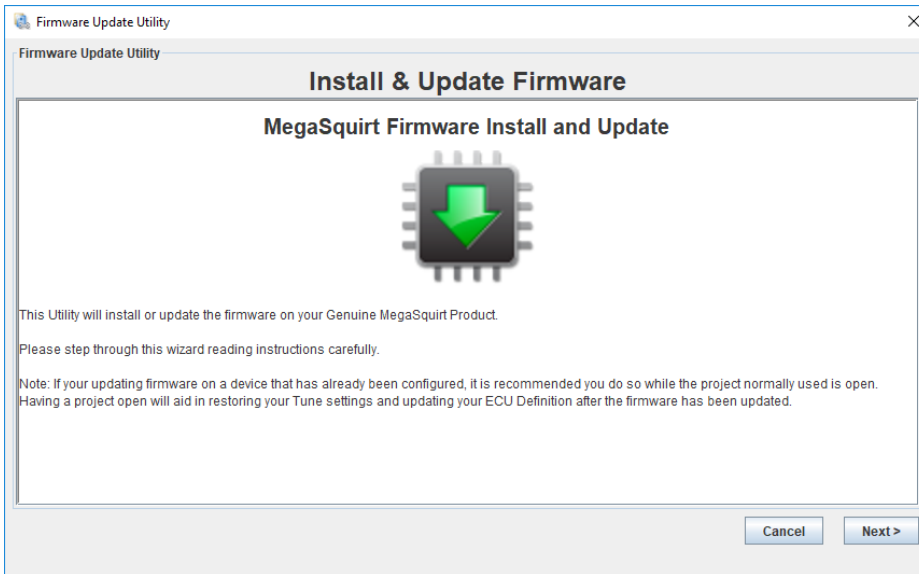 Firmware Update Utility
Firmware Update Utility
Install & Update Firmware
MegaSquirt Firmware Install and Update
This Utility will install or update the firmware on your Genuine MegaSquirt Product.
Please step through this wizard reading instructions carefully.
Note: If your updating firmware on a device that has already been configured, it is recommended you do so while the project normally used is open.
Having a project open will aid in restoring your Tune settings and updating your ECU Definition after the firmware has been updated.
Cancel Next >